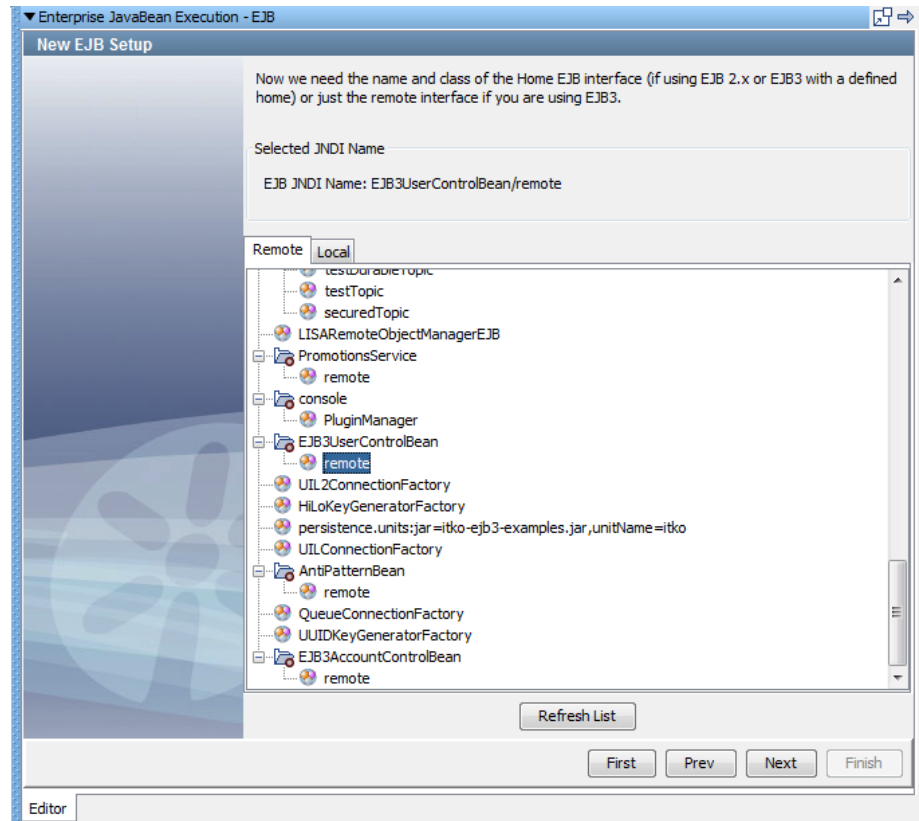 Enterprise JavaBean Execution - EJB
New EJB Setup
Now we need the name and class of the Home EJB interface (if using EJB 2.x or EJB3 with a defined
home) or just the remote interface if you are using EJB3.
Selected JNDI Name
EJB JNDI Name: EJB3UserControlBean/remote
Remote Local
testDurableTopic
testTopic
securedTopic
LISARemoteObjectManagerEJB
PromotionsService
remote
console
PluginManager
EJB3UserControlBean
remote
UIL2ConnectionFactory
HiLoKeyGeneratorFactory
persistence.units:jar=itko-ejb3-examples.jar,unitName=itko
UILConnectionFactory
AntiPatternBean
remote
QueueConnectionFactory
UUIDKeyGeneratorFactory
EJB3AccountControlBean
remote
Refresh List
First Prev Next Finish
Editor